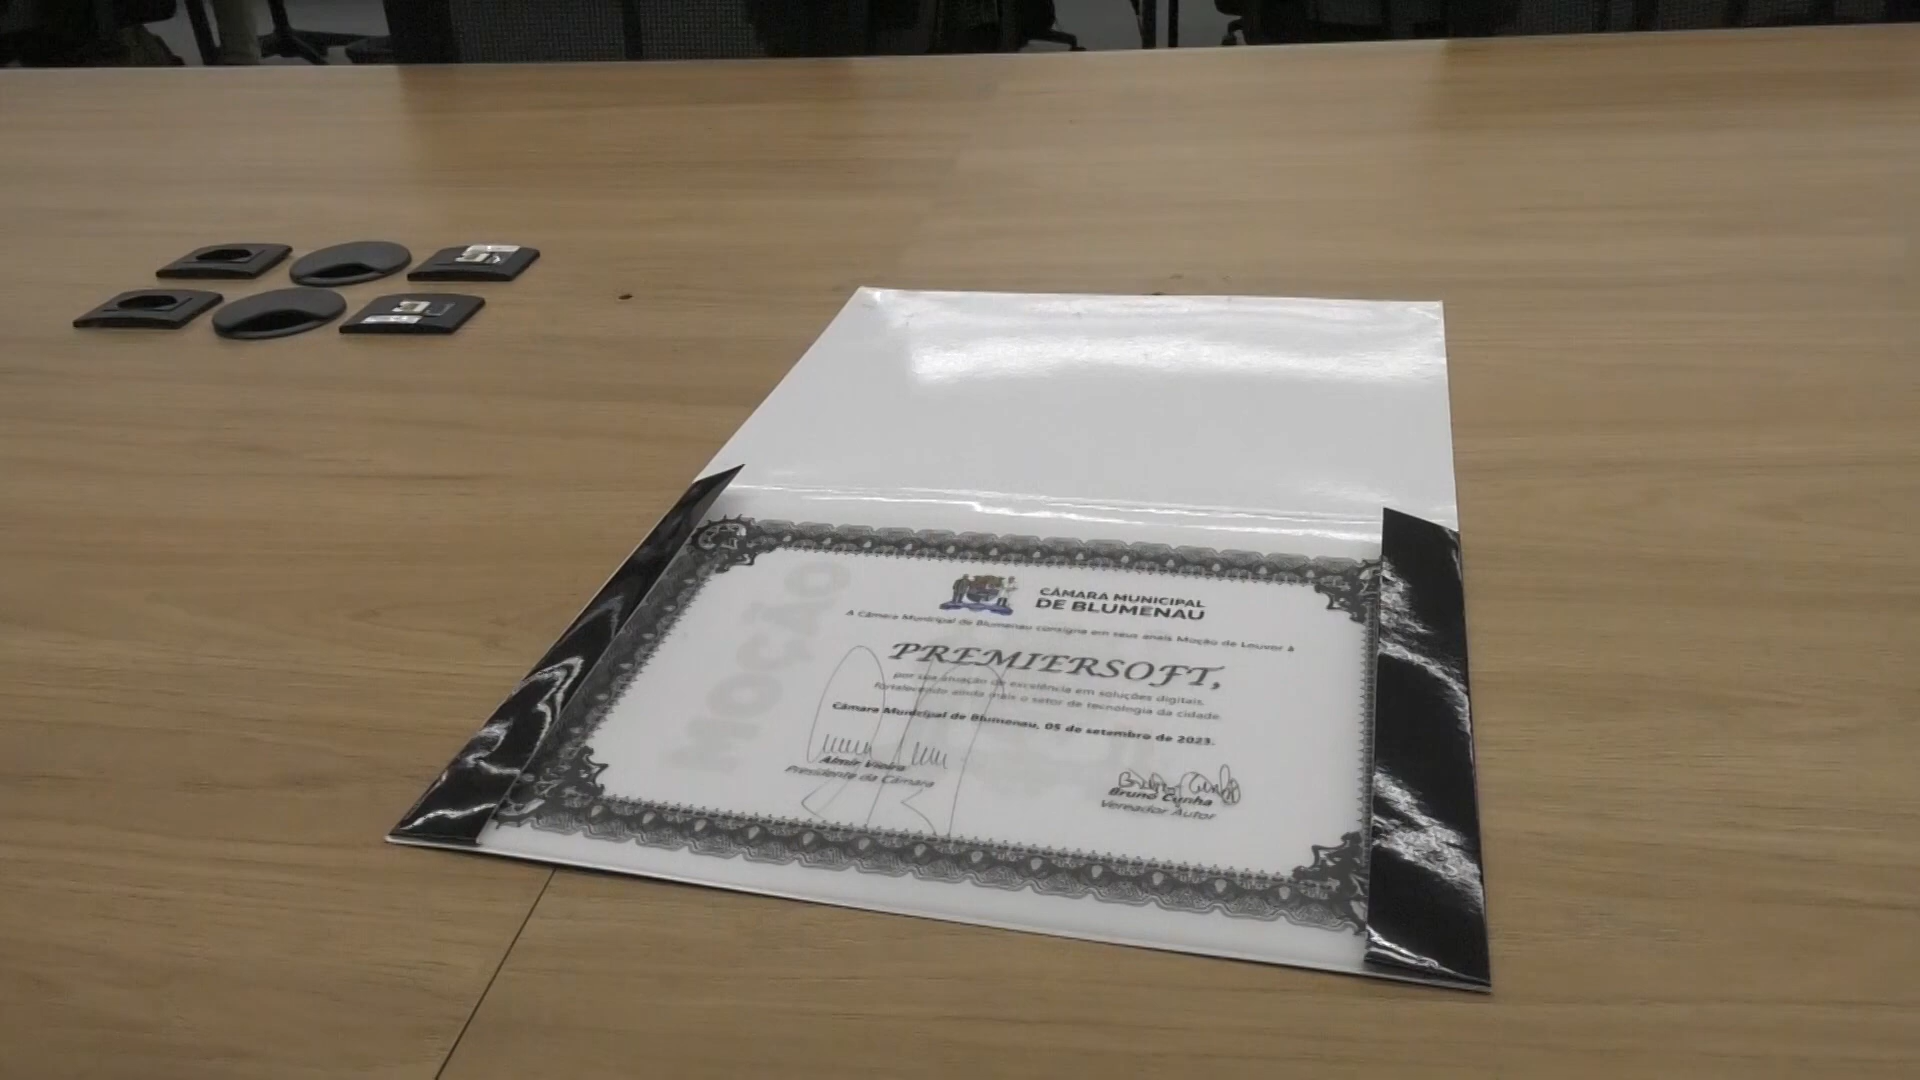 MOÇÃO
CÂMARA MUNICIPAL
DE BLUMENAU
A Câmara Municipal de Blumenau consigna em seus anais Moção de Louvor à
PREMIERSOFT,
por sua atuação de excelência em soluções digitais,
fortalecendo ainda mais o setor de tecnologia da cidade.
Câmara Municipal de Blumenau, 05 de setembro de 2023.
Almir Vieira
Presidente da Câmara
Bruno Cunha
Vereador Autor